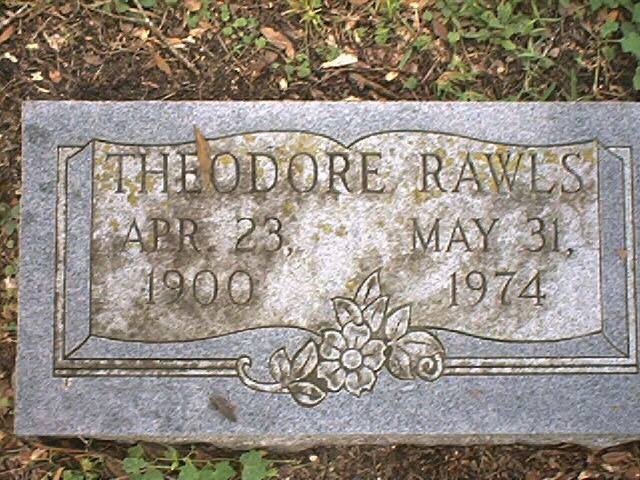 THEODORE RAWLS
APR. 23, MAY 31,
1900 1974